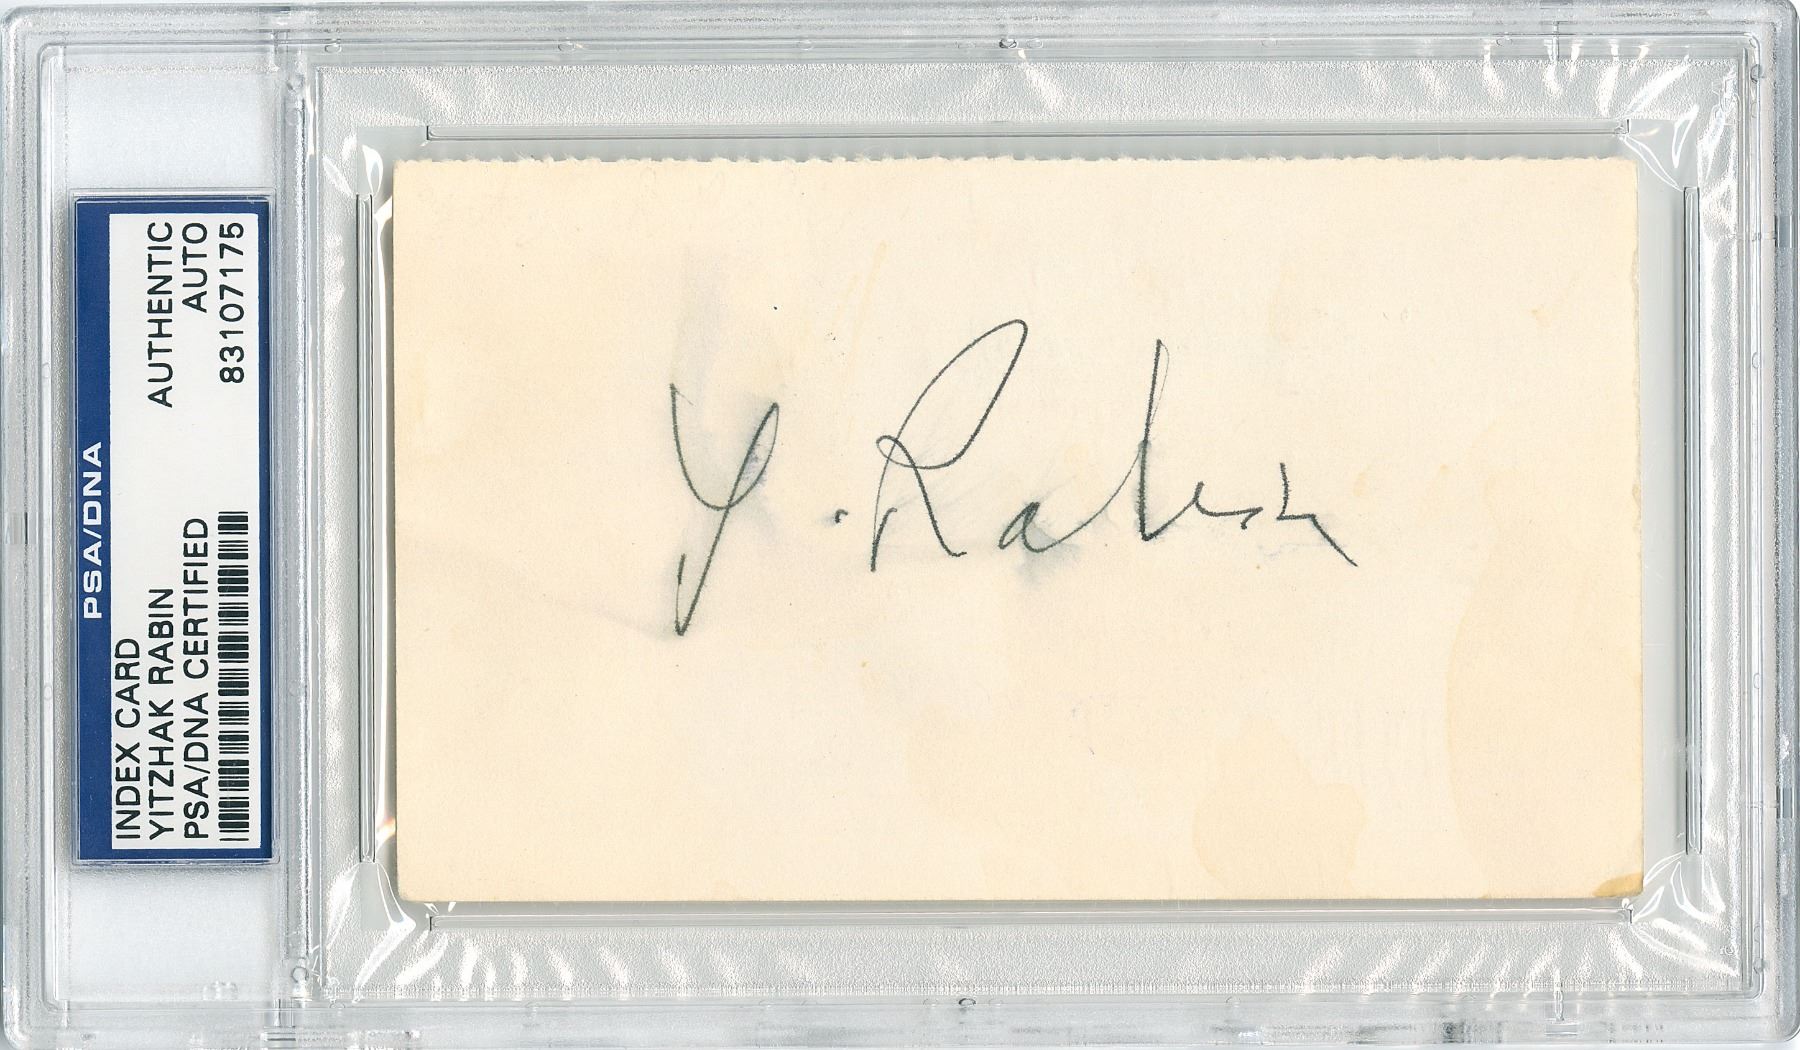 PSA/DNA
INDEX CARD
YITZHAK RABIN
PSA/DNA CERTIFIED
AUTHENTIC
AUTO
83107175
Y. Rabin